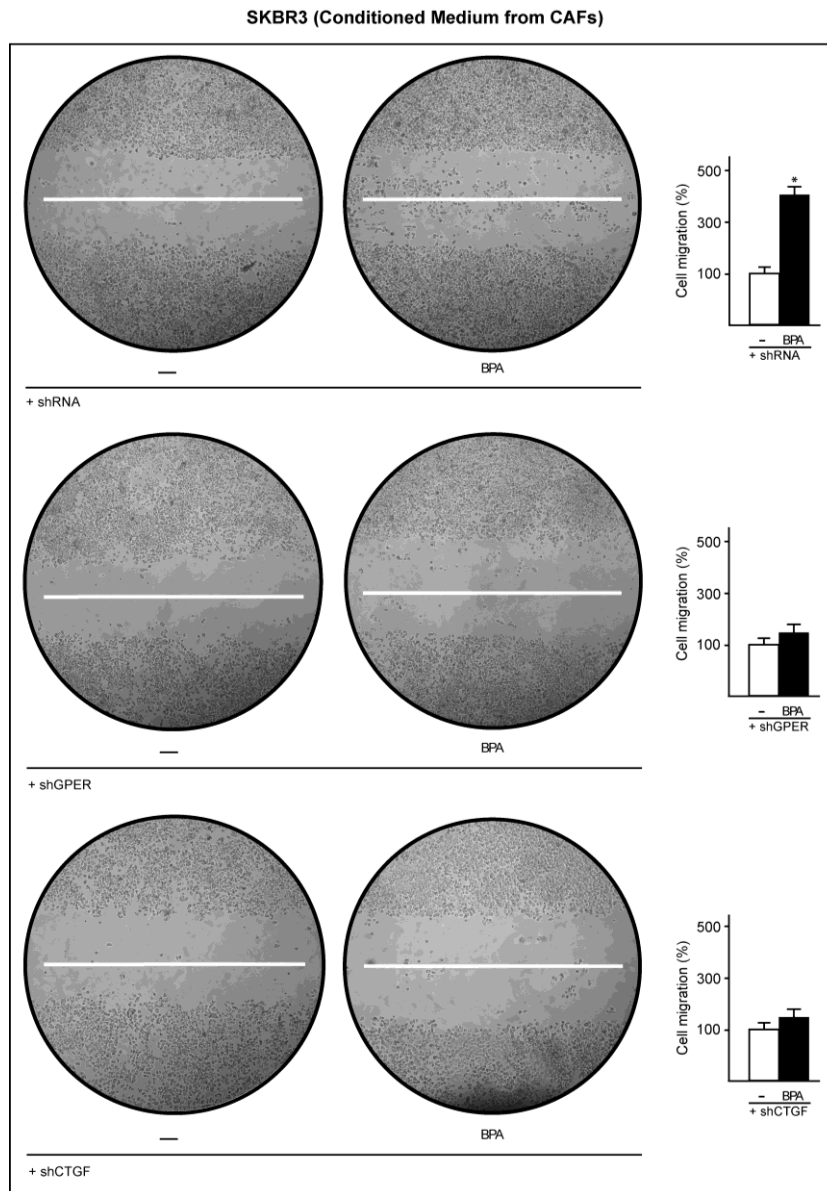 SKBR3 (Conditioned Medium from CAFs)
500
300
100
Cell migration (%)
*
– BPA
+ shRNA
— BPA
+ shRNA
500
300
100
Cell migration (%)
– BPA
+ shGPER
— BPA
+ shGPER
500
300
100
Cell migration (%)
– BPA
+ shCTGF
— BPA
+ shCTGF